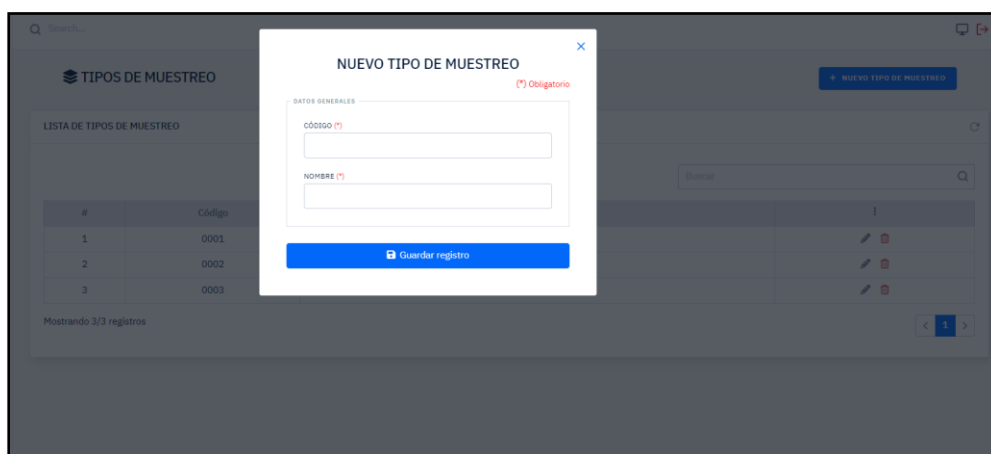 Search...
TIPOS DE MUESTREO
+ NUEVO TIPO DE MUESTREO
LISTA DE TIPOS DE MUESTREO
Buscar
# Código
1 0001
2 0002
3 0003
Mostrando 3/3 registros
< 1 >
×
NUEVO TIPO DE MUESTREO
(*) Obligatorio
DATOS GENERALES
CÓDIGO (*)
NOMBRE (*)
Guardar registro